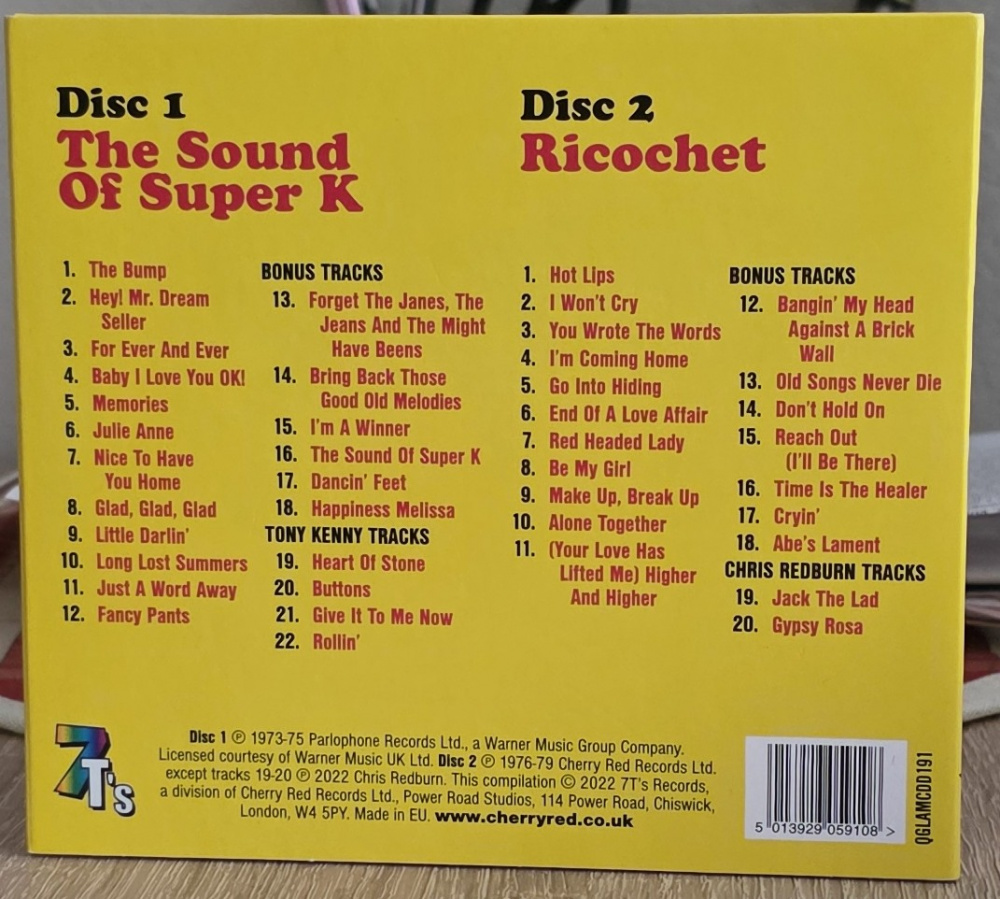 Disc 1
The Sound
Of Super K
1. The Bump
2. Hey! Mr. Dream
Seller
3. For Ever And Ever
4. Baby I Love You OK!
5. Memories
6. Julie Anne
7. Nice To Have
You Home
8. Glad, Glad, Glad
9. Little Darlin'
10. Long Lost Summers
11. Just A Word Away
12. Fancy Pants
BONUS TRACKS
13. Forget The Janes, The
Jeans And The Might
Have Beens
14. Bring Back Those
Good Old Melodies
15. I'm A Winner
16. The Sound Of Super K
17. Dancin' Feet
18. Happiness Melissa
TONY KENNY TRACKS
19. Heart Of Stone
20. Buttons
21. Give It To Me Now
22. Rollin'
Disc 2
Ricochet
1. Hot Lips
2. I Won't Cry
3. You Wrote The Words
4. I'm Coming Home
5. Go Into Hiding
6. End Of A Love Affair
7. Red Headed Lady
8. Be My Girl
9. Make Up, Break Up
10. Alone Together
11. (Your Love Has
Lifted Me) Higher
And Higher
BONUS TRACKS
12. Bangin' My Head
Against A Brick
Wall
13. Old Songs Never Die
14. Don't Hold On
15. Reach Out
(I'll Be There)
16. Time Is The Healer
17. Cryin'
18. Abe's Lament
CHRIS REDBURN TRACKS
19. Jack The Lad
20. Gypsy Rosa
7T's
Disc 1 ℗ 1973-75 Parlophone Records Ltd., a Warner Music Group Company.
Licensed courtesy of Warner Music UK Ltd. Disc 2 ℗ 1976-79 Cherry Red Records Ltd.
except tracks 19-20 ℗ 2022 Chris Redburn. This compilation © 2022 7T's Records,
a division of Cherry Red Records Ltd., Power Road Studios, 114 Power Road, Chiswick,
London, W4 5PY. Made in EU. www.cherryred.co.uk
5 013929 059108 >
QGLAMCDD191